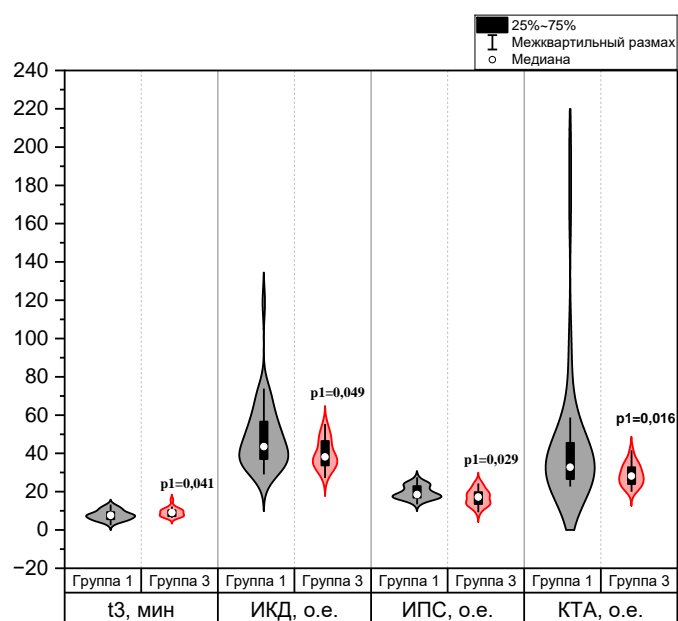 25%~75%
Межквартильный размах
Медиана
240
220
200
180
160
140
120
100
80
60
40
20
0
−20
p1=0,041
p1=0,049
p1=0,029
p1=0,016
Группа 1 Группа 3 Группа 1 Группа 3 Группа 1 Группа 3 Группа 1 Группа 3
t3, мин ИКД, о.е. ИПС, о.е. КТА, о.е.